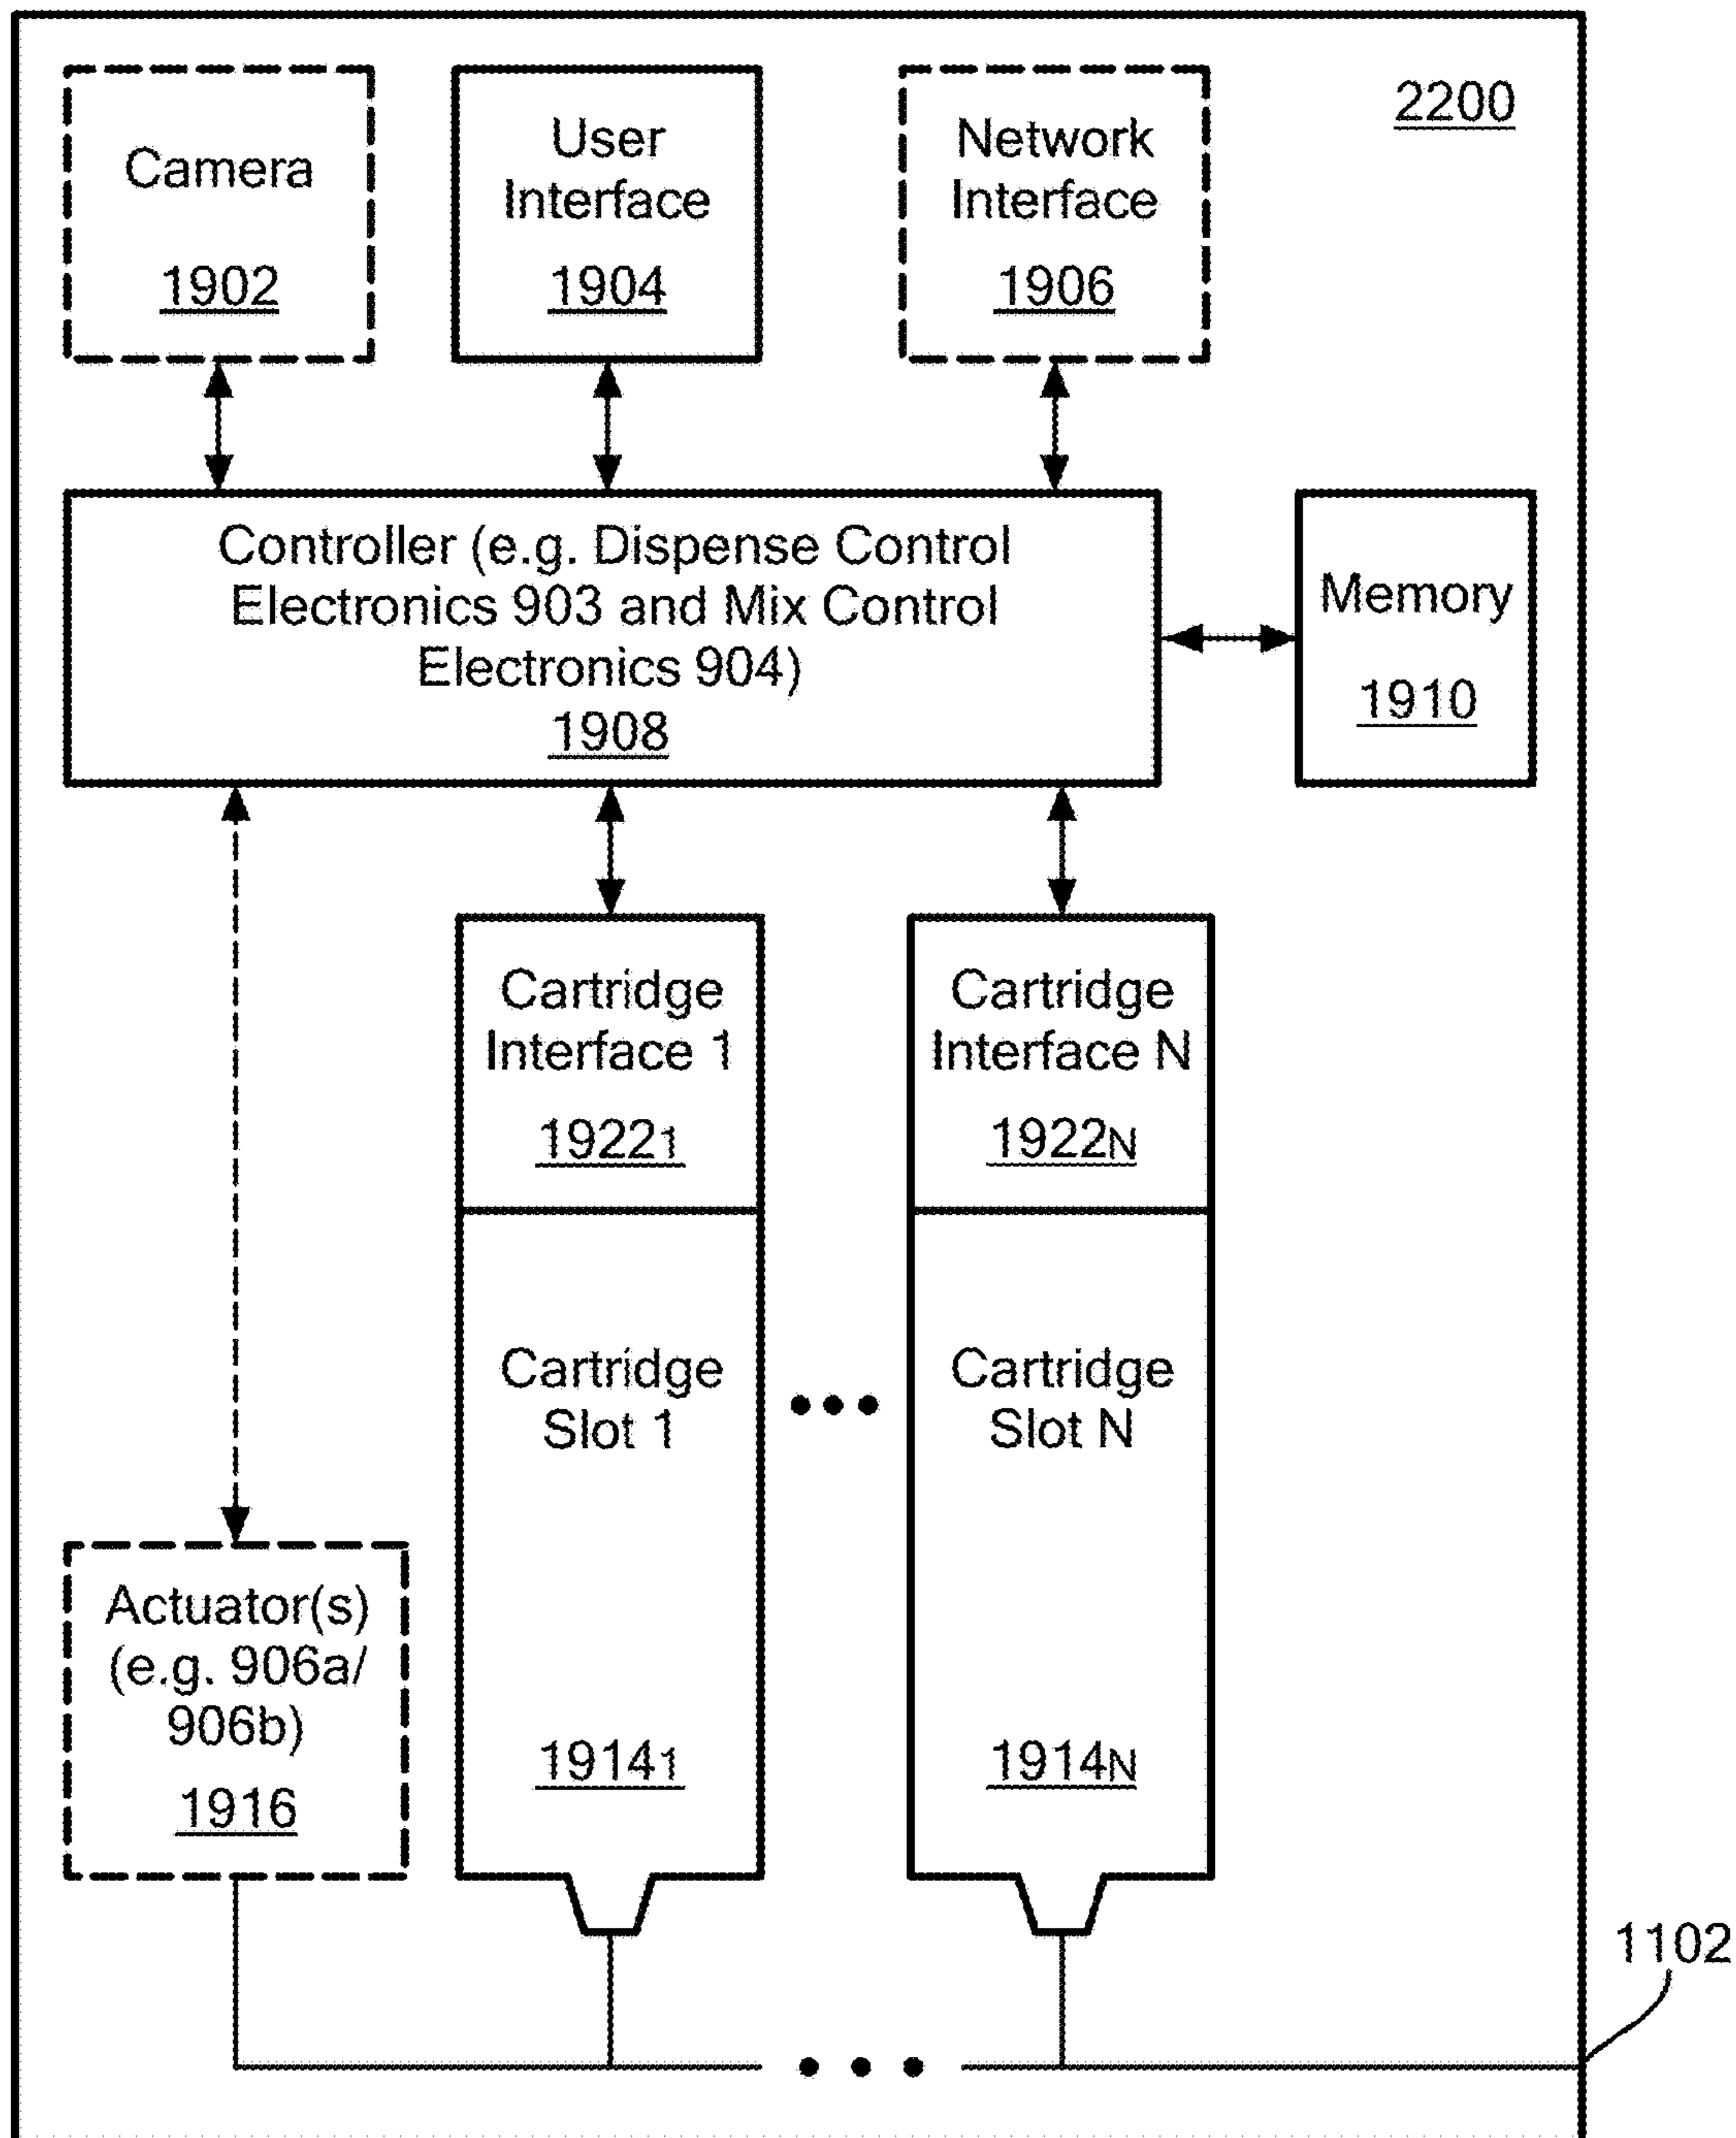 2200
Camera
1902
User
Interface
1904
Network
Interface
1906
Controller (e.g. Dispense Control
Electronics 903 and Mix Control
Electronics 904)
1908
Memory
1910
Cartridge
Interface 1
1922₁
Cartridge
Interface N
1922N
Cartridge
Slot 1
1914₁
Cartridge
Slot N
1914N
Actuator(s)
(e.g. 906a/
906b)
1916
1102